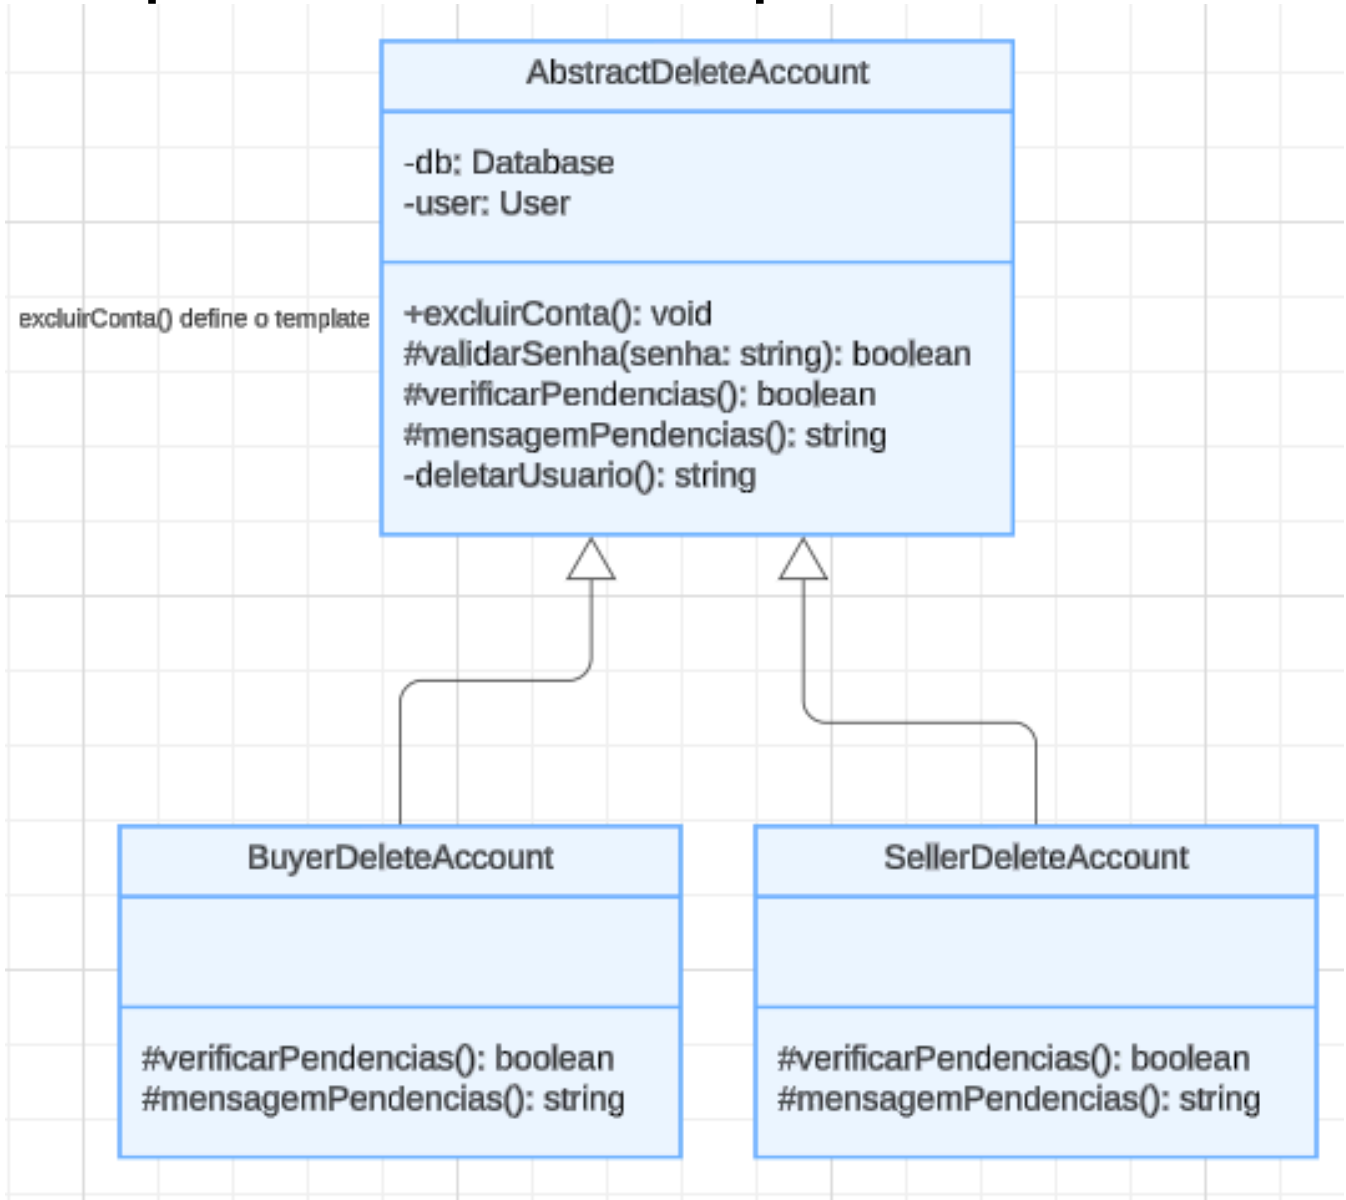 AbstractDeleteAccount
-db: Database
-user: User
excluirConta() define o template
+excluirConta(): void
#validarSenha(senha: string): boolean
#verificarPendencias(): boolean
#mensagemPendencias(): string
-deletarUsuario(): string
BuyerDeleteAccount
#verificarPendencias(): boolean
#mensagemPendencias(): string
SellerDeleteAccount
#verificarPendencias(): boolean
#mensagemPendencias(): string